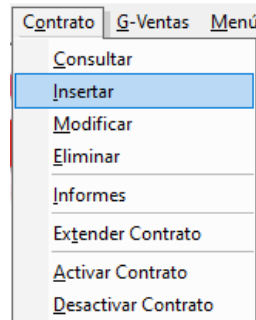 Contrato G-Ventas Menú
Consultar
Insertar
Modificar
Eliminar
Informes
Extender Contrato
Activar Contrato
Desactivar Contrato